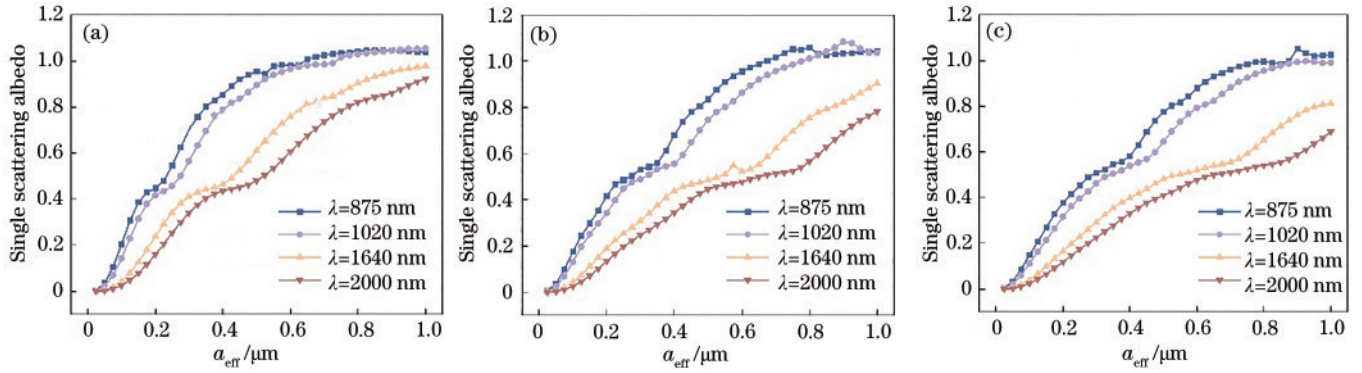 (a)
Single scattering albedo
1.2
1.0
0.8
0.6
0.4
0.2
0
0 0.2 0.4 0.6 0.8 1.0
a_eff/μm
λ=875 nm
λ=1020 nm
λ=1640 nm
λ=2000 nm
(b)
Single scattering albedo
1.2
1.0
0.8
0.6
0.4
0.2
0
0 0.2 0.4 0.6 0.8 1.0
a_eff/μm
λ=875 nm
λ=1020 nm
λ=1640 nm
λ=2000 nm
(c)
Single scattering albedo
1.2
1.0
0.8
0.6
0.4
0.2
0
0 0.2 0.4 0.6 0.8 1.0
a_eff/μm
λ=875 nm
λ=1020 nm
λ=1640 nm
λ=2000 nm